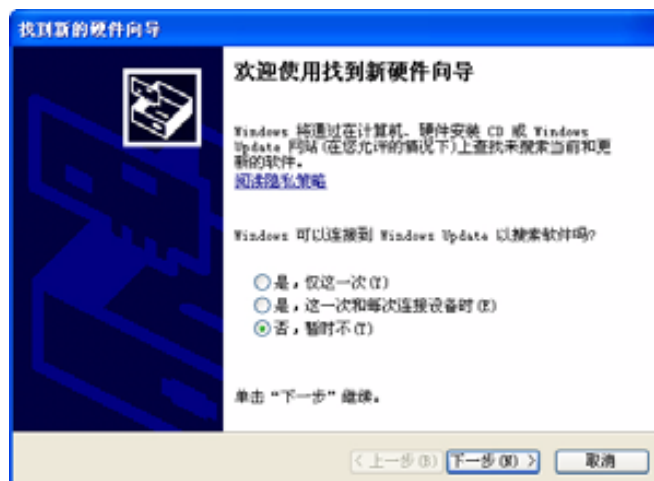 找到新的硬件向导
欢迎使用找到新硬件向导
Windows 将通过在计算机、硬件安装 CD 或 Windows
Update 网站(在您允许的情况下)上查找来搜索当前和更
新的软件。
阅读隐私策略
Windows 可以连接到 Windows Update 以搜索软件吗?
是，仅这一次(Y)
是，这一次和每次连接设备时(E)
否，暂时不(T)
单击“下一步”继续。
< 上一步(B) 下一步(N) > 取消